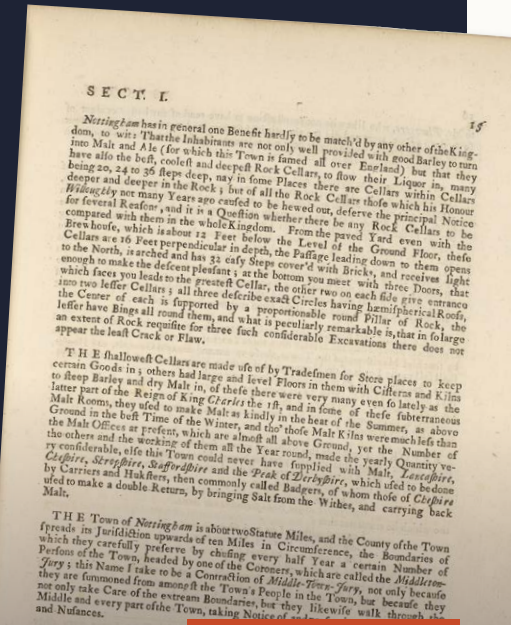 SECT. I.
15
Nottingham has in general one Benefit hardly to be match'd by any other of the King-
dom, to wit: That the Inhabitants are not only well provided with good Barley to turn
into Malt and Ale (for which this Town is famed all over England) but that they
have also the best, coolest and deepest Rock Cellars, to stow their Liquor in, many
being 20, 24 to 36 steps deep, nay in some Places there are Cellars within Cellars
deeper and deeper in the Rock; but of all the Rock Cellars those which his Honour
Willoughby not many Years ago caused to be hewed out, deserve the principal Notice
for several Reasons, and it is a Question whether there be any Rock Cellars to be
compared with them in the whole Kingdom. From the paved Yard even with the
Brewhouse, which is about 12 Feet below the Level of the Ground Floor, these
Cellars are 16 Feet perpendicular in depth, the Passage leading down to them opens
to the North, is arched and has 32 easy Steps cover'd with Bricks, and receives light
enough to make the descent pleasant; at the bottom you meet with three Doors, that
which faces you leads to the greatest Cellar, the other two on each side give entrance
into two lesser Cellars; all three describe exact Circles having hæmispherical Roofs,
the Center of each is supported by a proportionable round Pillar of Rock, the
lesser have Bings all round them, and what is peculiarly remarkable is, that in so large
an extent of Rock requisite for three such considerable Excavations there does not
appear the least Crack or Flaw.
THE shallowest Cellars are made use of by Tradesmen for Store places to keep
certain Goods in; others had large and level Floors in them with Cisterns and Kilns
to steep Barley and dry Malt in, of these there were very many even so lately as the
latter part of the Reign of King Charles the 1st, and in some of these subterraneous
Malt Rooms, they used to make Malt as kindly in the heat of the Summer, as above
Ground in the best Time of the Winter, and tho' those Malt Kilns were much less than
the Malt Offices at present, which are almost all above Ground, yet the Number of
the others and the working of them all the Year round, made the yearly Quantity ve-
ry considerable, else this Town could never have supplied with Malt, Lancashire,
Cheshire, Shropshire, Staffordshire and the Peak of Derbyshire, which used to be done
by Carriers and Huksters, then commonly called Badgers, of whom those of Cheshire
used to make a double Return, by bringing Salt from the Wither, and carrying back
Malt.
THE Town of Nottingham is about two Statute Miles, and the County of the Town
spreads its Jurisdiction upwards of ten Miles in Circumference, the Boundaries of
which they carefully preserve by chusing every half Year a certain Number of
Persons of the Town, headed by one of the Coroners, which are called the Middleton-
Jury; this Name I take to be a Contraction of Middle-Town-Jury, not only because
they are summoned from amongst the Town's People in the Town, but because they
not only take Care of the extream Boundaries, but they likewise walk through the
Middle and every part of the Town, taking Notice of
and Nusances.